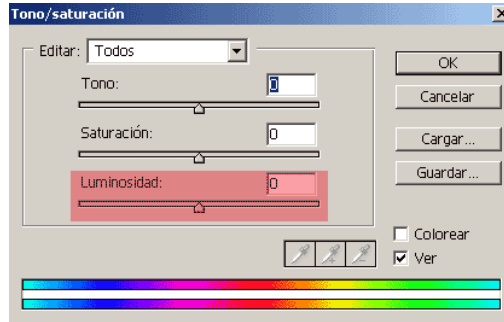 Tono/saturación
Editar: Todos
Tono: 0
Saturación: 0
Luminosidad: 0
OK
Cancelar
Cargar...
Guardar...
Colorear
Ver